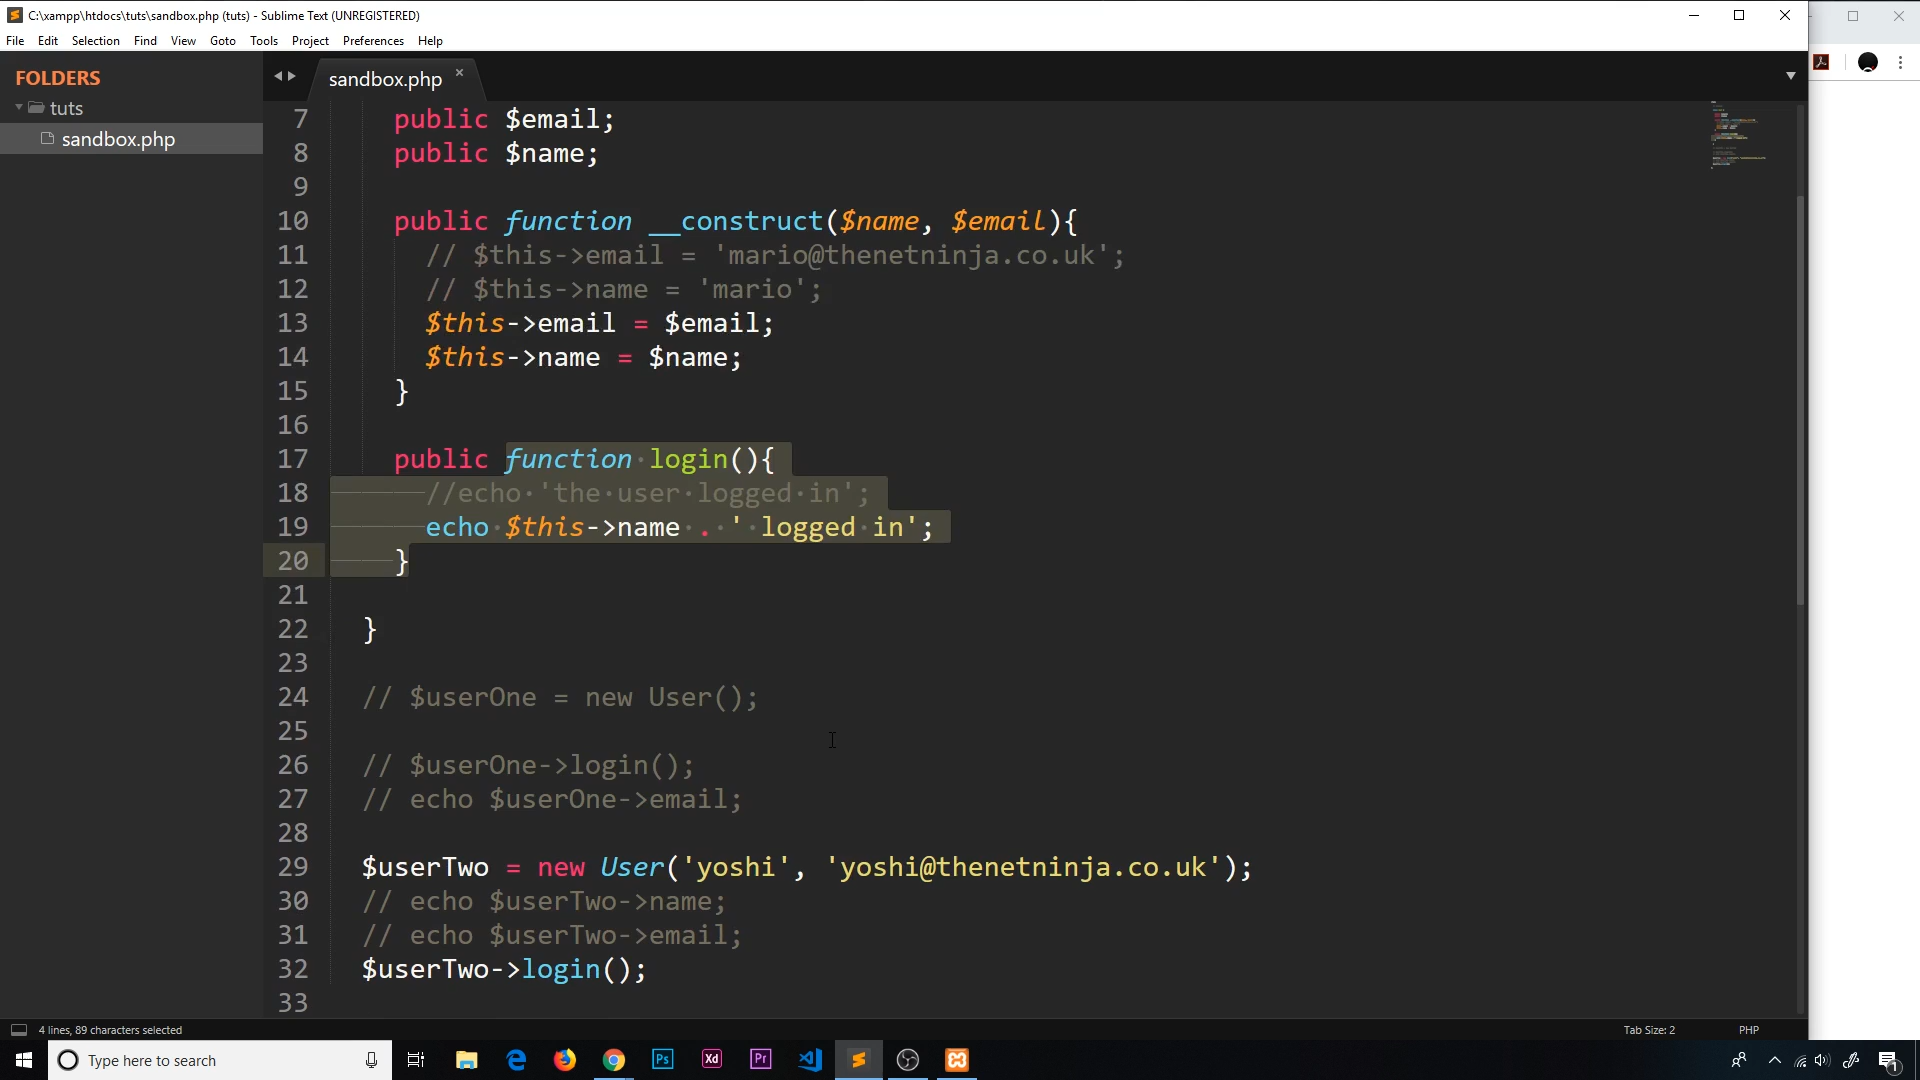 C:\xampp\htdocs\tuts\sandbox.php (tuts) - Sublime Text (UNREGISTERED)
File Edit Selection Find View Goto Tools Project Preferences Help
FOLDERS
tuts
sandbox.php
sandbox.php
7 public $email;
8 public $name;
9
10 public function __construct($name, $email){
11 // $this->email = 'mario@thenetninja.co.uk';
12 // $this->name = 'mario';
13 $this->email = $email;
14 $this->name = $name;
15 }
16
17 public function login(){
18 //echo 'the user logged in';
19 echo $this->name . ' logged in';
20 }
21
22 }
23
24 // $userOne = new User();
25
26 // $userOne->login();
27 // echo $userOne->email;
28
29 $userTwo = new User('yoshi', 'yoshi@thenetninja.co.uk');
30 // echo $userTwo->name;
31 // echo $userTwo->email;
32 $userTwo->login();
33
4 lines, 89 characters selected
Tab Size: 2
PHP
Type here to search
Ps
Xd
Pr
1